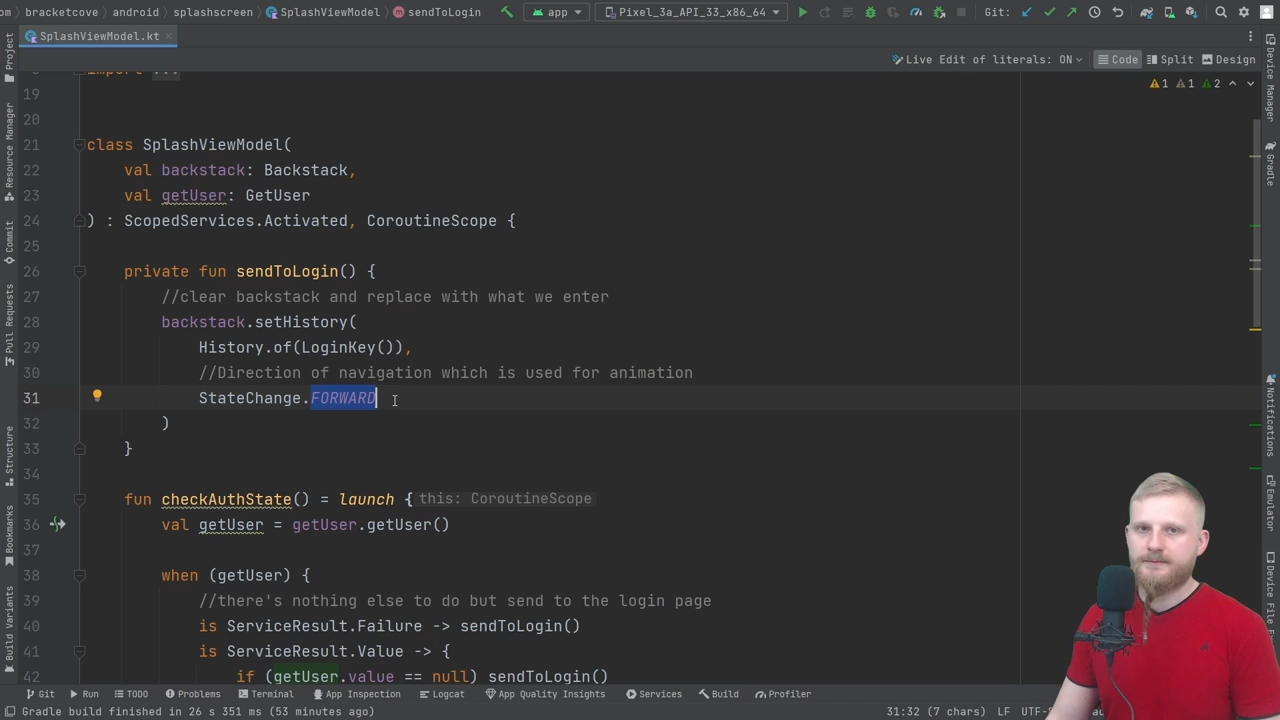 bracketcove
android
splashscreen
SplashViewModel
sendToLogin
app
Pixel_3a_API_33_x86_64
Git:
SplashViewModel.kt
Live Edit of literals: ON
Code
Split
Design
1
1
2
Project
Resource Manager
Commit
Pull Requests
Structure
Bookmarks
Build Variants
Device Manager
Gradle
Notifications
Emulator
import ...
19
20
21 class SplashViewModel(
22 val backstack: Backstack,
23 val getUser: GetUser
24 ) : ScopedServices.Activated, CoroutineScope {
25
26 private fun sendToLogin() {
27 //clear backstack and replace with what we enter
28 backstack.setHistory(
29 History.of(LoginKey()),
30 //Direction of navigation which is used for animation
31 StateChange.FORWARD
32 )
33 }
34
35 fun checkAuthState() = launch { this: CoroutineScope
36 val getUser = getUser.getUser()
37
38 when (getUser) {
39 //there's nothing else to do but send to the login page
40 is ServiceResult.Failure -> sendToLogin()
41 is ServiceResult.Value -> {
42 if (getUser.value == null) sendToLogin()
Git
Run
TODO
Problems
Terminal
App Inspection
Logcat
App Quality Insights
Services
Build
Profiler
Gradle build finished in 26 s 351 ms (53 minutes ago)
31:32 (7 chars)
LF